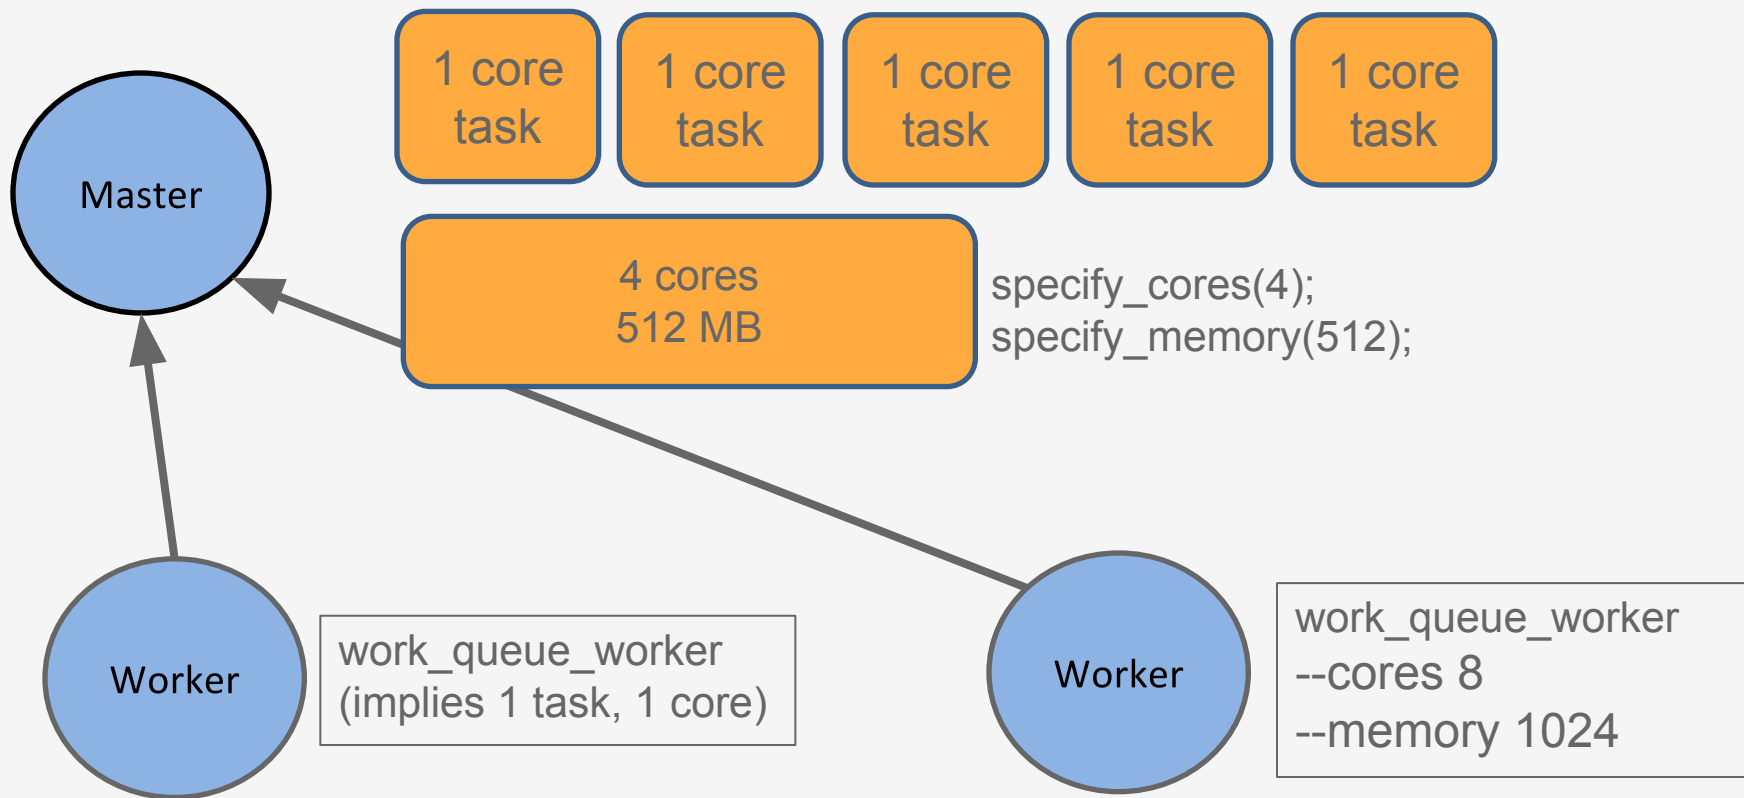 1 core
task
1 core
task
1 core
task
1 core
task
1 core
task
Master
4 cores
512 MB
specify_cores(4);
specify_memory(512);
Worker
work_queue_worker
(implies 1 task, 1 core)
Worker
work_queue_worker
--cores 8
--memory 1024